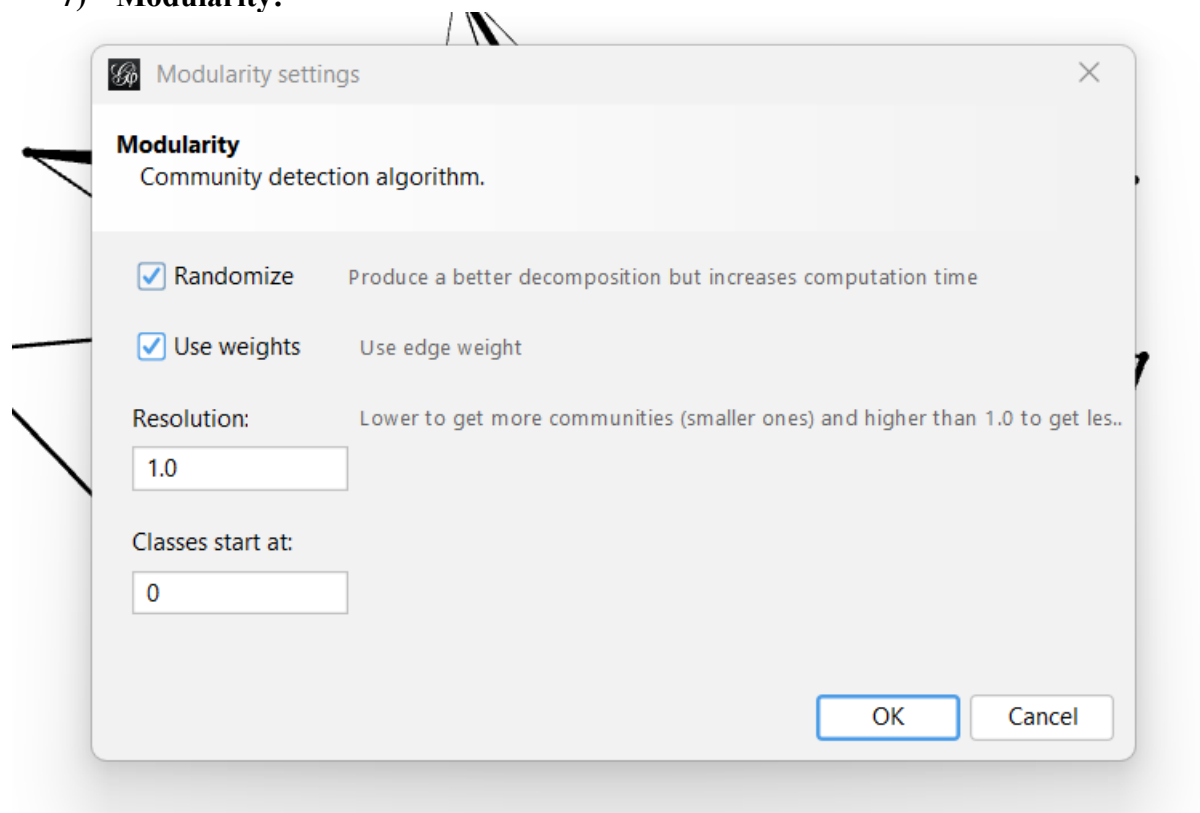 7) Modularity:
Modularity settings
Modularity
Community detection algorithm.
Randomize Produce a better decomposition but increases computation time
Use weights Use edge weight
Resolution: Lower to get more communities (smaller ones) and higher than 1.0 to get les..
1.0
Classes start at:
0
OK Cancel